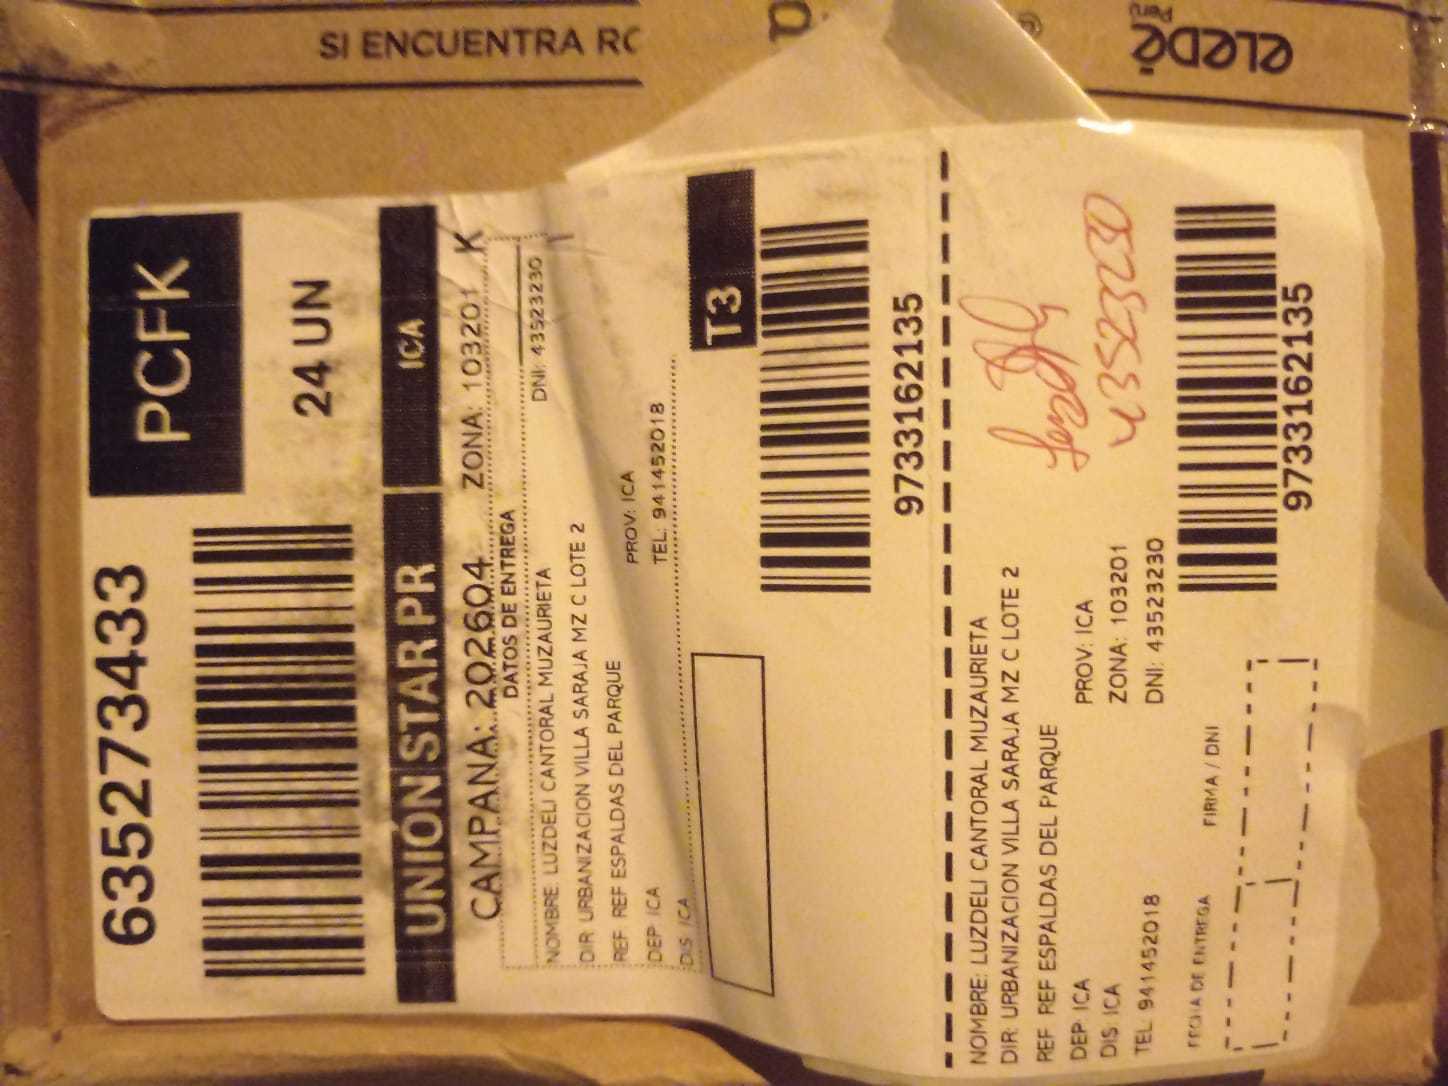 SI ENCUENTRA RO
6352273433
PCFK
24 UN
UNION STAR PR
ICA
CAMPANA: 202604
ZONA: 103201 K
DATOS DE ENTREGA
DNI: 43523230
NOMBRE: LUZDELI CANTORAL MUZAURIETA
DIR: URBANIZACION VILLA SARAJA MZ C LOTE 2
REF REF ESPALDAS DEL PARQUE
DEP ICA
PROV: ICA
DIS ICA
TEL: 941452018
T3
9733162135
NOMBRE: LUZDELI CANTORAL MUZAURIETA
DIR: URBANIZACION VILLA SARAJA MZ C LOTE 2
REF REF ESPALDAS DEL PARQUE
DEP: ICA
PROV: ICA
DIS ICA
ZONA: 103201
TEL 941452018
DNI: 43523230
43523230
FECHA DE ENTREGA
FIRMA / DNI
9733162135